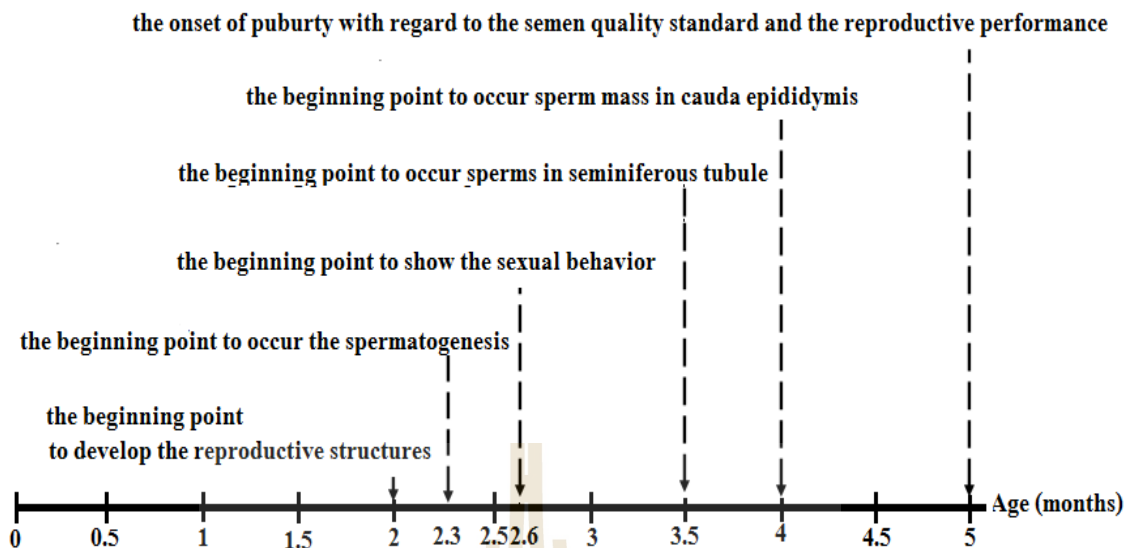 the onset of puburty with regard to the semen quality standard and the reproductive performance
the beginning point to occur sperm mass in cauda epididymis
the beginning point to occur sperms in seminiferous tubule
the beginning point to show the sexual behavior
the beginning point to occur the spermatogenesis
the beginning point
to develop the reproductive structures
Age (months)
0 0.5 1 1.5 2 2.3 2.5 2.6 3 3.5 4 4.5 5